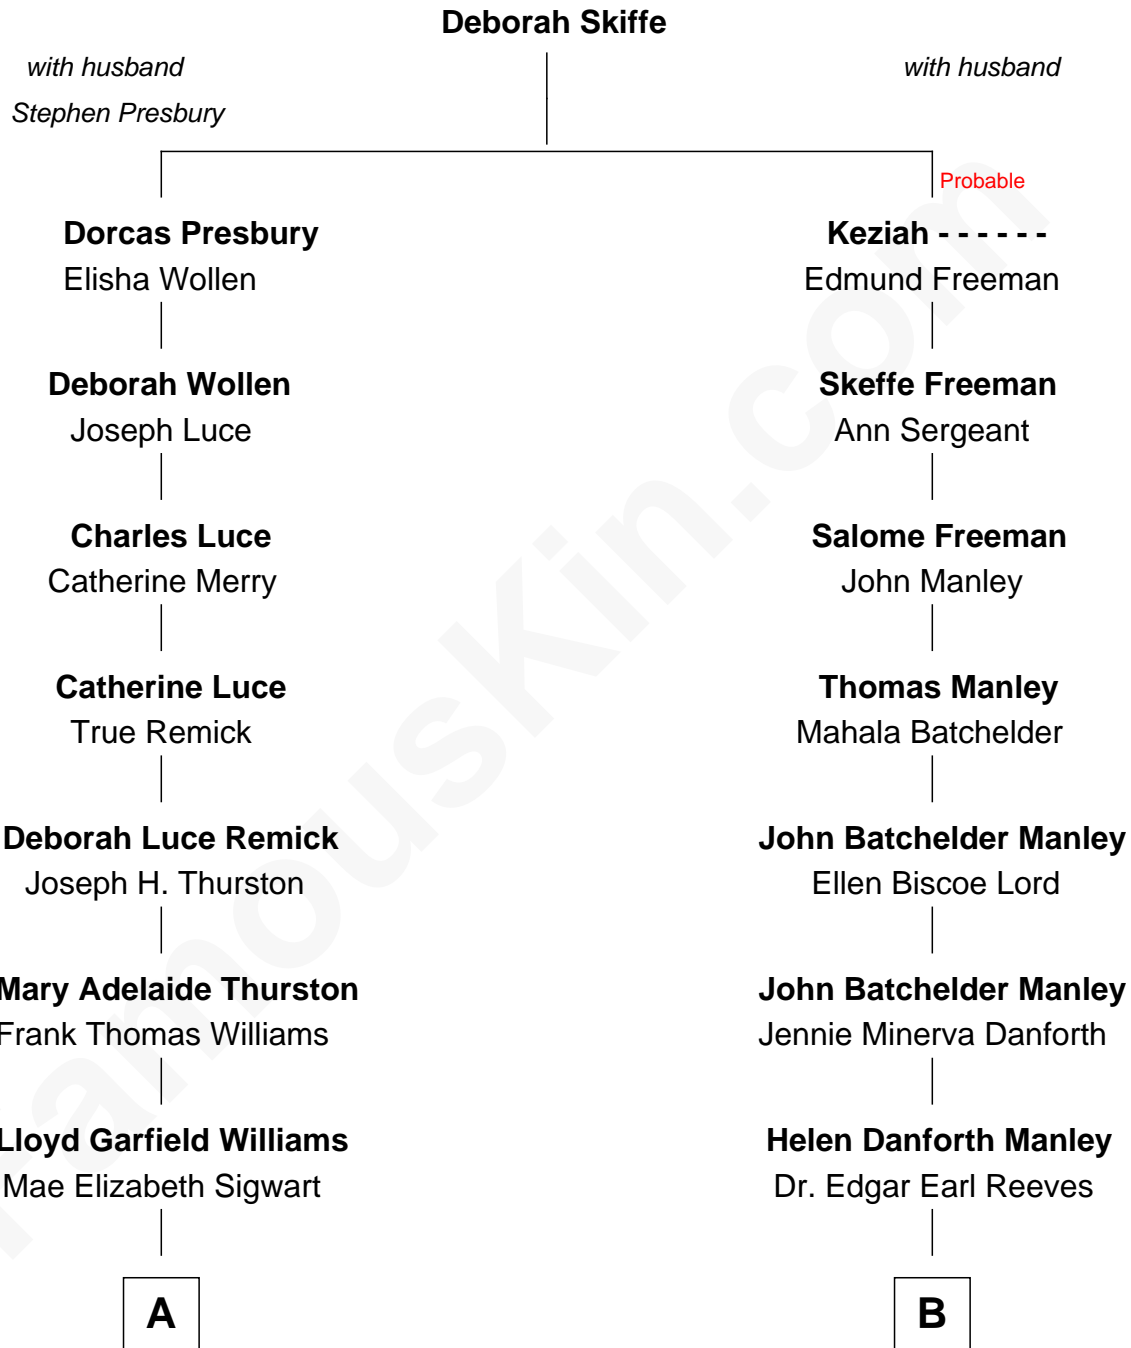 Deborah Skiffe
with husband
Stephen Presbury
with husband
Probable
Dorcas Presbury
Elisha Wollen
Keziah - - - - - -
Edmund Freeman
Deborah Wollen
Joseph Luce
Skeffe Freeman
Ann Sergeant
Charles Luce
Catherine Merry
Salome Freeman
John Manley
Catherine Luce
True Remick
Thomas Manley
Mahala Batchelder
Deborah Luce Remick
Joseph H. Thurston
John Batchelder Manley
Ellen Biscoe Lord
Mary Adelaide Thurston
Frank Thomas Williams
John Batchelder Manley
Jennie Minerva Danforth
Lloyd Garfield Williams
Mae Elizabeth Sigwart
Helen Danforth Manley
Dr. Edgar Earl Reeves
A
B
FamousKin.com